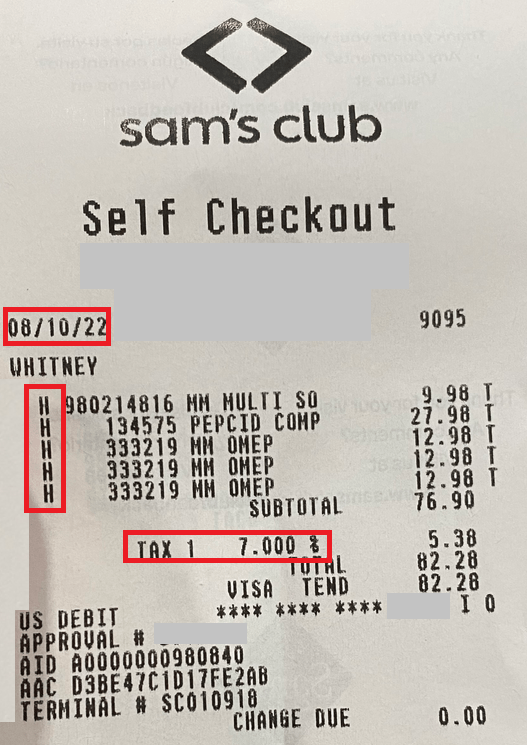 sam's club
Self Checkout
08/10/22 9095
WHITNEY
H 980214816 MM MULTI SO 9.98 T
H 134575 PEPCID COMP 27.98 T
H 333219 MM OMEP 12.98 T
H 333219 MM OMEP 12.98 T
H 333219 MM OMEP 12.98 T
SUBTOTAL 76.90
TAX 1 7.000 % 5.38
TOTAL 82.28
VISA TEND 82.28
US DEBIT **** **** **** I 0
APPROVAL #
AID A0000000980840
AAC D3BE47C1D17FE2AB
TERMINAL # SC010918
CHANGE DUE 0.00